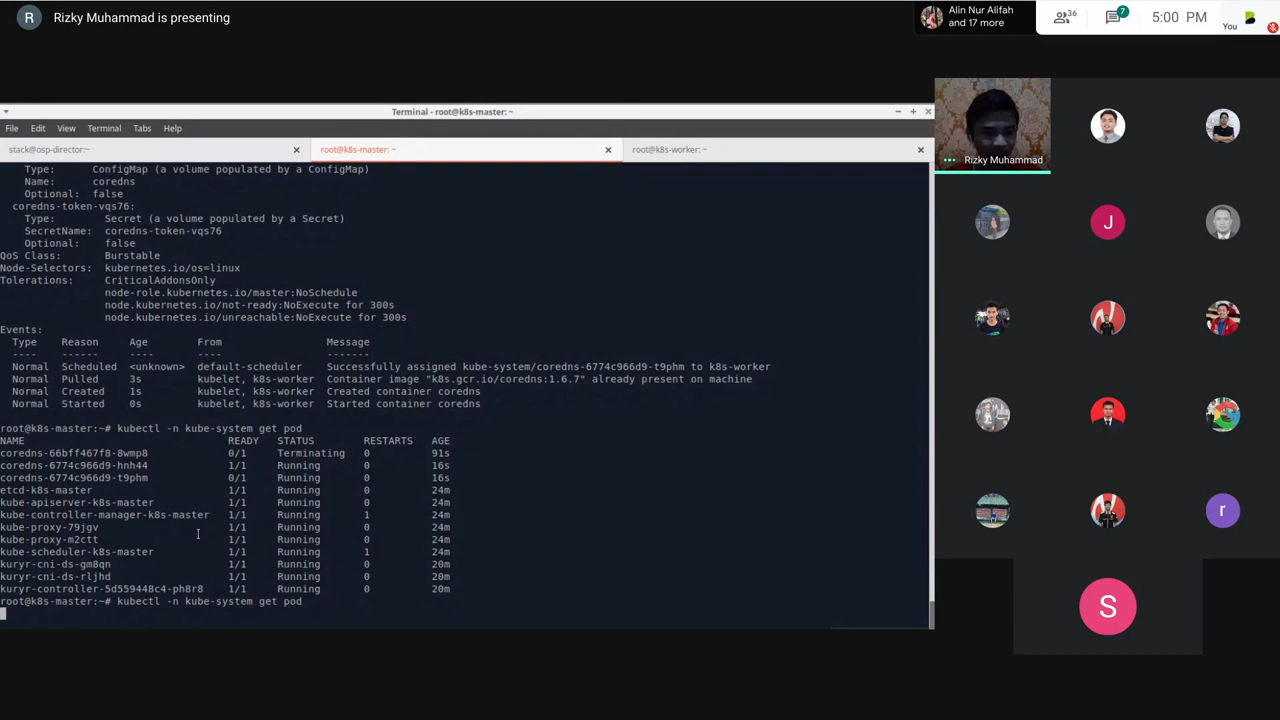 R Rizky Muhammad is presenting
Alin Nur Alifah
and 17 more
36
7
5:00 PM
You
Terminal - root@k8s-master: ~
File Edit View Terminal Tabs Help
stack@osp-director:~
root@k8s-master: ~
root@k8s-worker: ~
Type: ConfigMap (a volume populated by a ConfigMap)
Name: coredns
Optional: false
coredns-token-vqs76:
Type: Secret (a volume populated by a Secret)
SecretName: coredns-token-vqs76
Optional: false
QoS Class: Burstable
Node-Selectors: kubernetes.io/os=linux
Tolerations: CriticalAddonsOnly
node-role.kubernetes.io/master:NoSchedule
node.kubernetes.io/not-ready:NoExecute for 300s
node.kubernetes.io/unreachable:NoExecute for 300s
Events:
Type Reason Age From Message
---- ------ ---- ---- -------
Normal Scheduled <unknown> default-scheduler Successfully assigned kube-system/coredns-6774c966d9-t9phm to k8s-worker
Normal Pulled 3s kubelet, k8s-worker Container image "k8s.gcr.io/coredns:1.6.7" already present on machine
Normal Created 1s kubelet, k8s-worker Created container coredns
Normal Started 0s kubelet, k8s-worker Started container coredns
root@k8s-master:~# kubectl -n kube-system get pod
NAME READY STATUS RESTARTS AGE
coredns-66bff467f8-8wmp8 0/1 Terminating 0 91s
coredns-6774c966d9-hnh44 1/1 Running 0 16s
coredns-6774c966d9-t9phm 0/1 Running 0 16s
etcd-k8s-master 1/1 Running 0 24m
kube-apiserver-k8s-master 1/1 Running 0 24m
kube-controller-manager-k8s-master 1/1 Running 1 24m
kube-proxy-79jgv 1/1 Running 0 24m
kube-proxy-m2ctt 1/1 Running 0 24m
kube-scheduler-k8s-master 1/1 Running 1 24m
kuryr-cni-ds-gm8qn 1/1 Running 0 20m
kuryr-cni-ds-rljhd 1/1 Running 0 20m
kuryr-controller-5d559448c4-ph8r8 1/1 Running 0 20m
root@k8s-master:~# kubectl -n kube-system get pod
Rizky Muhammad
J
r
S